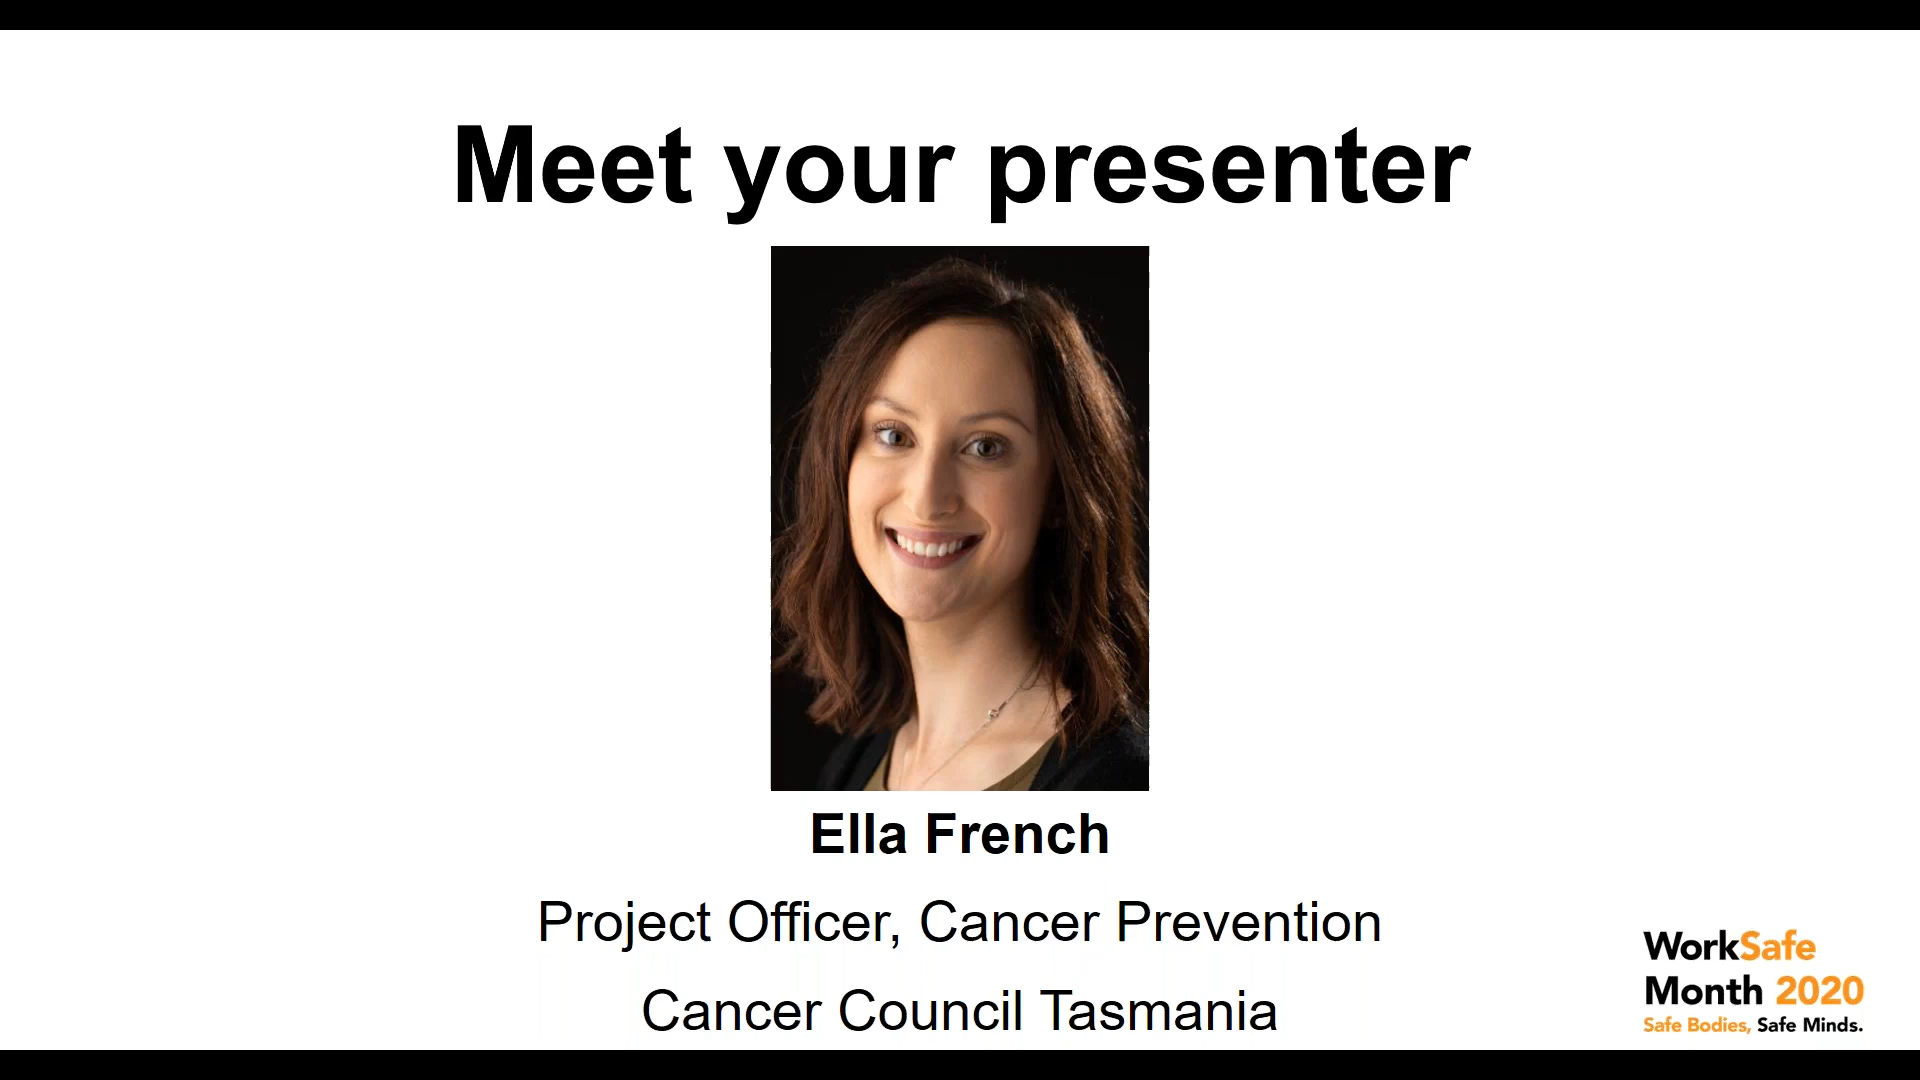 Meet your presenter
Ella French
Project Officer, Cancer Prevention
Cancer Council Tasmania
WorkSafe
Month 2020
Safe Bodies, Safe Minds.